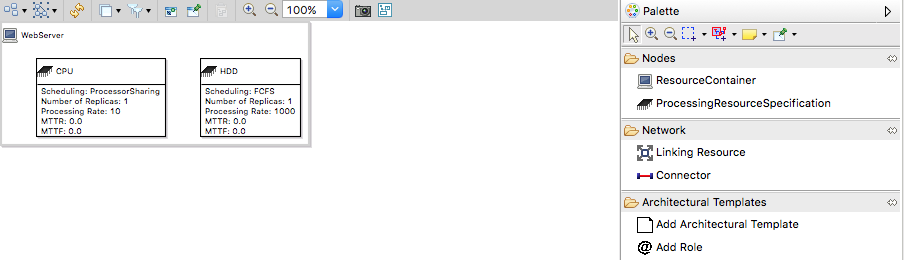 100%
Palette
WebServer
CPU
Scheduling: ProcessorSharing
Number of Replicas: 1
Processing Rate: 10
MTTR: 0.0
MTTF: 0.0
HDD
Scheduling: FCFS
Number of Replicas: 1
Processing Rate: 1000
MTTR: 0.0
MTTF: 0.0
Nodes
ResourceContainer
ProcessingResourceSpecification
Network
Linking Resource
Connector
Architectural Templates
Add Architectural Template
Add Role